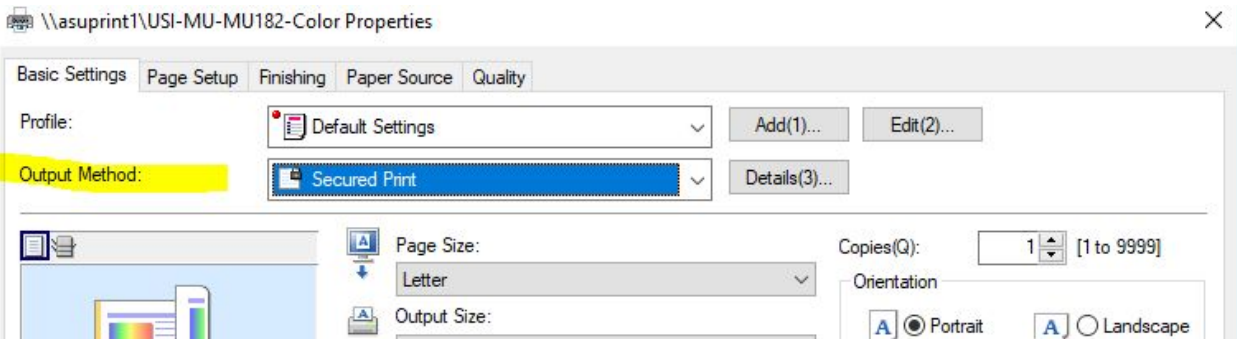 \\asuprint1\USI-MU-MU182-Color Properties
Basic Settings Page Setup Finishing Paper Source Quality
Profile: Default Settings Add(1)... Edit(2)...
Output Method: Secured Print Details(3)...
Page Size: Copies(Q): 1 [1 to 9999]
Letter Orientation
Output Size: A Portrait A Landscape